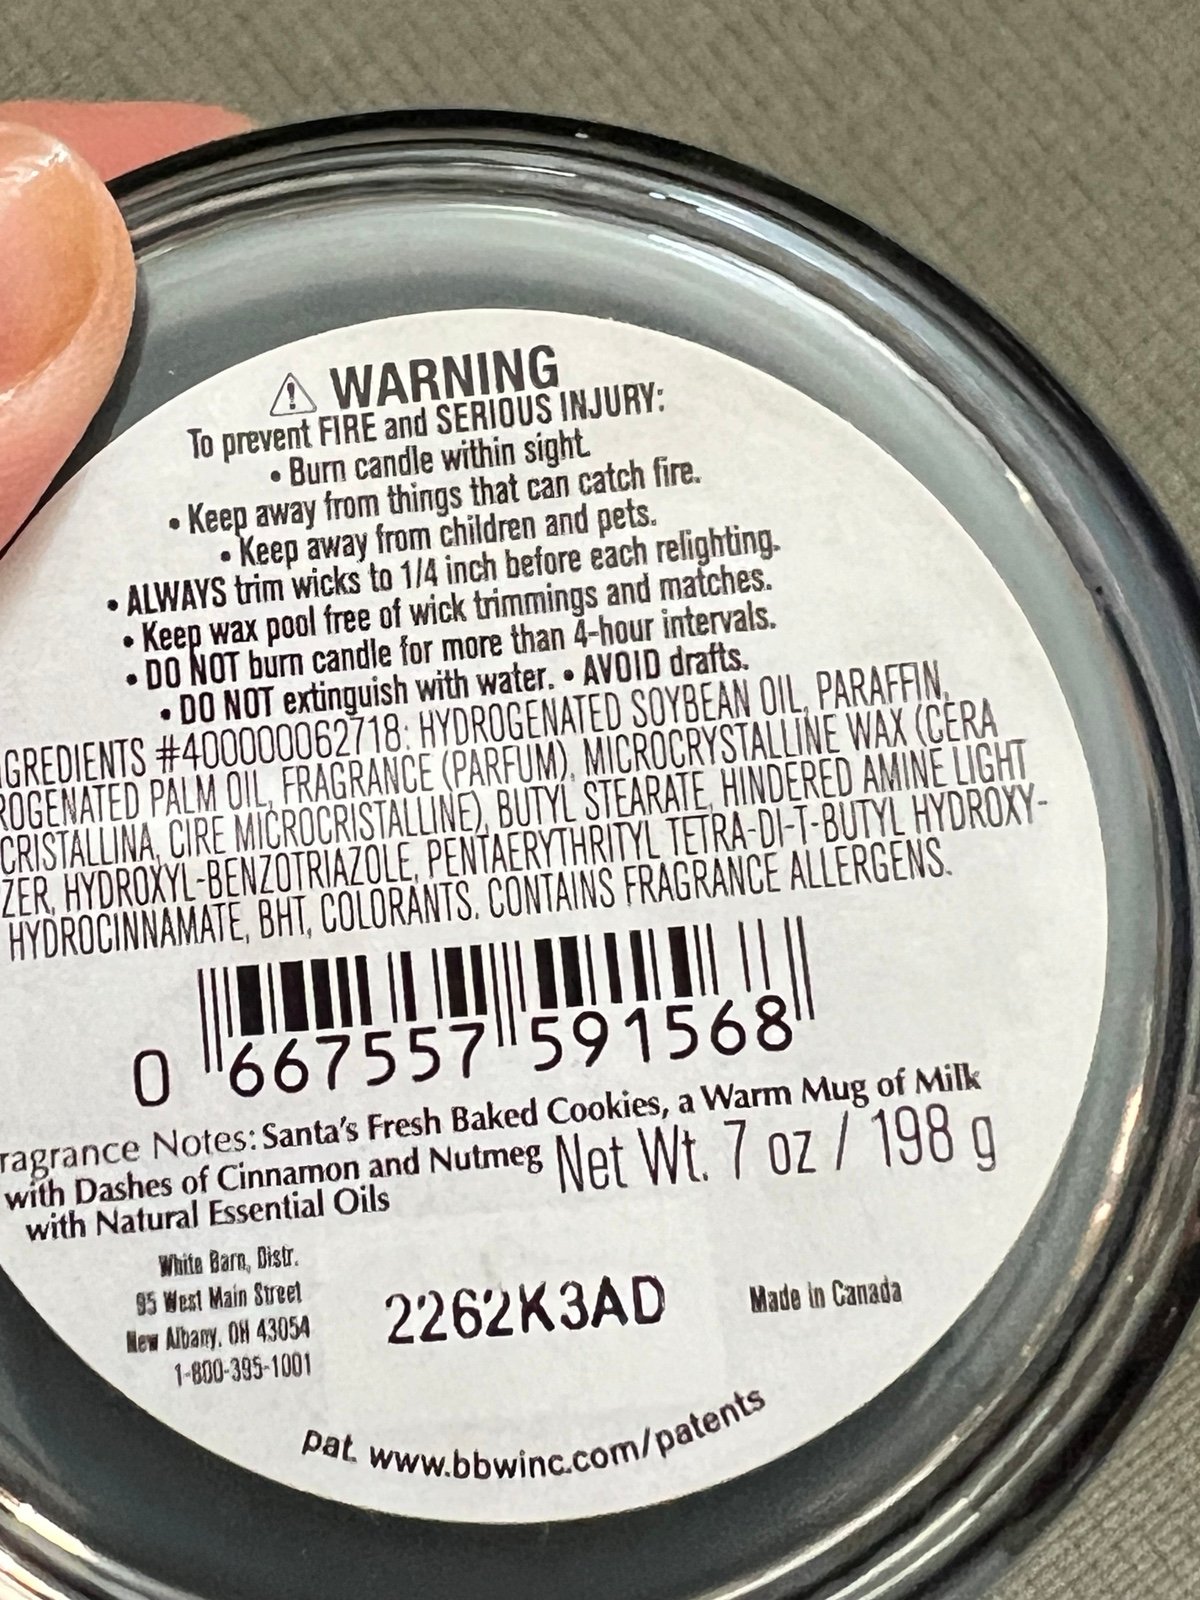 ⚠ WARNING
To prevent FIRE and SERIOUS INJURY:
• Burn candle within sight.
• Keep away from things that can catch fire.
• Keep away from children and pets.
• ALWAYS trim wicks to 1/4 inch before each relighting.
• Keep wax pool free of wick trimmings and matches.
• DO NOT burn candle for more than 4-hour intervals.
• DO NOT extinguish with water. • AVOID drafts.
GREDIENTS #400000062718: HYDROGENATED SOYBEAN OIL, PARAFFIN,
ROGENATED PALM OIL, FRAGRANCE (PARFUM), MICROCRYSTALLINE WAX (CERA
CRISTALLINA, CIRE MICROCRISTALLINE), BUTYL STEARATE, HINDERED AMINE LIGHT
ZER, HYDROXYL-BENZOTRIAZOLE, PENTAERYTHRITYL TETRA-DI-T-BUTYL HYDROXY-
HYDROCINNAMATE, BHT, COLORANTS. CONTAINS FRAGRANCE ALLERGENS.
0 667557 591568
ragrance Notes: Santa's Fresh Baked Cookies, a Warm Mug of Milk
with Dashes of Cinnamon and Nutmeg
with Natural Essential Oils
Net Wt. 7 oz / 198 g
White Barn, Distr.
95 West Main Street
New Albany, OH 43054
1-800-395-1001
2262K3AD
Made in Canada
pat. www.bbwinc.com/patents